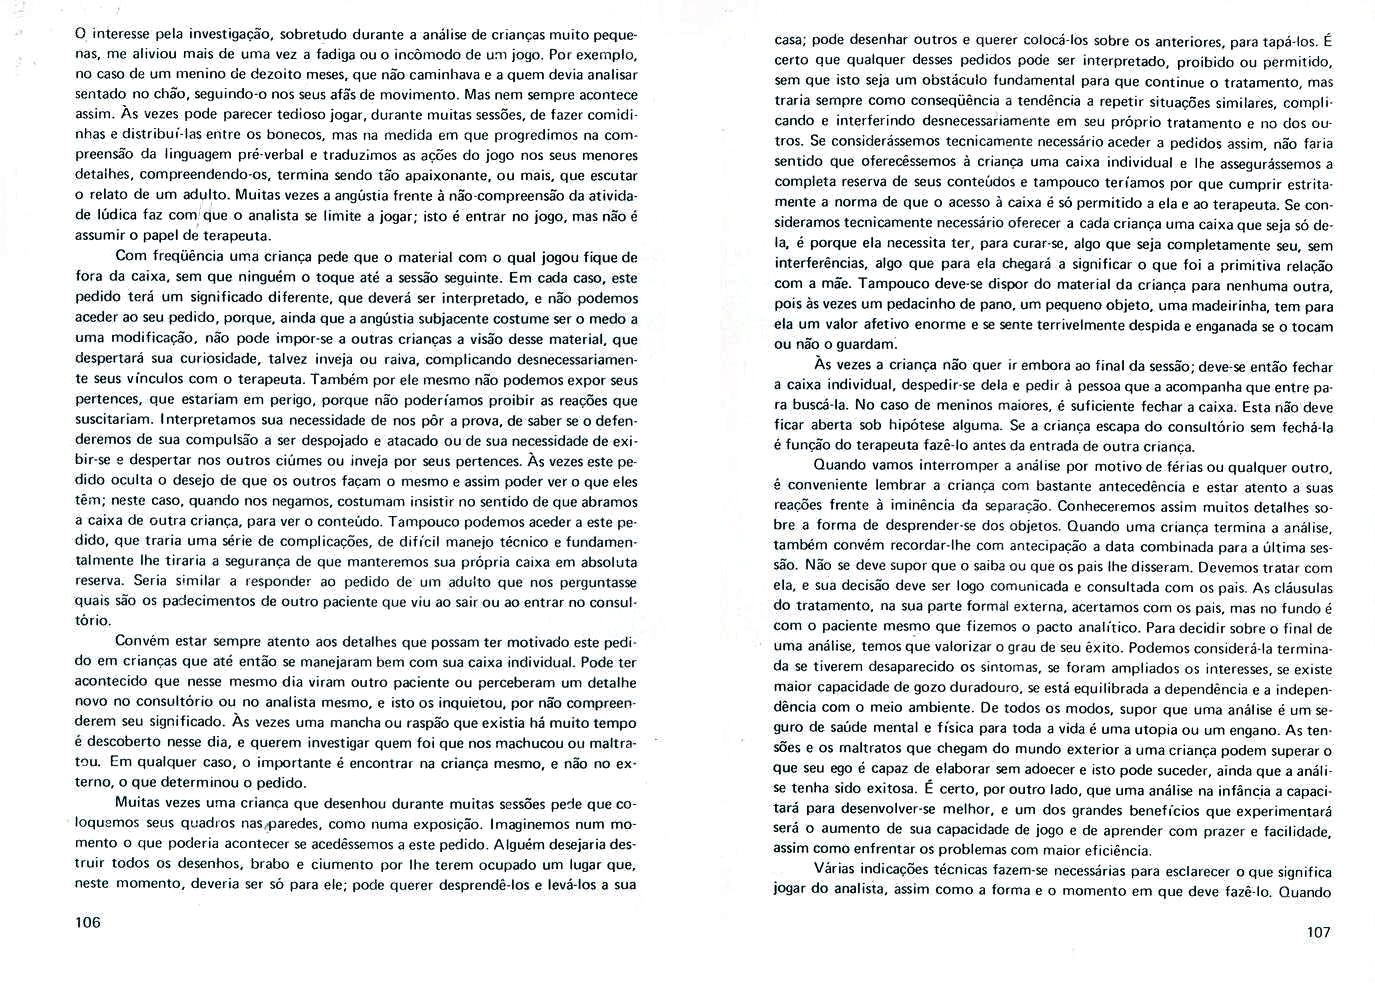 O interesse pela investigação, sobretudo durante a análise de crianças muito peque-
nas, me aliviou mais de uma vez a fadiga ou o incômodo de um jogo. Por exemplo,
no caso de um menino de dezoito meses, que não caminhava e a quem devia analisar
sentado no chão, seguindo-o nos seus afãs de movimento. Mas nem sempre acontece
assim. Às vezes pode parecer tedioso jogar, durante muitas sessões, de fazer comidi-
nhas e distribuí-las entre os bonecos, mas na medida em que progredimos na com-
preensão da linguagem pré-verbal e traduzimos as ações do jogo nos seus menores
detalhes, compreendendo-os, termina sendo tão apaixonante, ou mais, que escutar
o relato de um adulto. Muitas vezes a angústia frente à não-compreensão da ativida-
de lúdica faz com que o analista se limite a jogar; isto é entrar no jogo, mas não é
assumir o papel de terapeuta.
Com freqüência uma criança pede que o material com o qual jogou fique de
fora da caixa, sem que ninguém o toque até a sessão seguinte. Em cada caso, este
pedido terá um significado diferente, que deverá ser interpretado, e não podemos
aceder ao seu pedido, porque, ainda que a angústia subjacente costume ser o medo a
uma modificação, não pode impor-se a outras crianças a visão desse material, que
despertará sua curiosidade, talvez inveja ou raiva, complicando desnecessariamen-
te seus vínculos com o terapeuta. Também por ele mesmo não podemos expor seus
pertences, que estariam em perigo, porque não poderíamos proibir as reações que
suscitariam. Interpretamos sua necessidade de nos pôr a prova, de saber se o defen-
deremos de sua compulsão a ser despojado e atacado ou de sua necessidade de exi-
bir-se e despertar nos outros ciúmes ou inveja por seus pertences. Às vezes este pe-
dido oculta o desejo de que os outros façam o mesmo e assim poder ver o que eles
têm; neste caso, quando nos negamos, costumam insistir no sentido de que abramos
a caixa de outra criança, para ver o conteúdo. Tampouco podemos aceder a este pe-
dido, que traria uma série de complicações, de difícil manejo técnico e fundamen-
talmente lhe tiraria a segurança de que manteremos sua própria caixa em absoluta
reserva. Seria similar a responder ao pedido de um adulto que nos perguntasse
quais são os padecimentos de outro paciente que viu ao sair ou ao entrar no consul-
tório.
Convém estar sempre atento aos detalhes que possam ter motivado este pedi-
do em crianças que até então se manejaram bem com sua caixa individual. Pode ter
acontecido que nesse mesmo dia viram outro paciente ou perceberam um detalhe
novo no consultório ou no analista mesmo, e isto os inquietou, por não compreen-
derem seu significado. Às vezes uma mancha ou raspão que existia há muito tempo
é descoberto nesse dia, e querem investigar quem foi que nos machucou ou maltra-
tou. Em qualquer caso, o importante é encontrar na criança mesmo, e não no ex-
terno, o que determinou o pedido.
Muitas vezes uma criança que desenhou durante muitas sessões pede que co-
loquemos seus quadros nas paredes, como numa exposição. Imaginemos num mo-
mento o que poderia acontecer se acedêssemos a este pedido. Alguém desejaria des-
truir todos os desenhos, brabo e ciumento por lhe terem ocupado um lugar que,
neste momento, deveria ser só para ele; pode querer desprendê-los e levá-los a sua
106
casa; pode desenhar outros e querer colocá-los sobre os anteriores, para tapá-los. É
certo que qualquer desses pedidos pode ser interpretado, proibido ou permitido,
sem que isto seja um obstáculo fundamental para que continue o tratamento, mas
traria sempre como conseqüência a tendência a repetir situações similares, compli-
cando e interferindo desnecessariamente em seu próprio tratamento e no dos ou-
tros. Se considerássemos tecnicamente necessário aceder a pedidos assim, não faria
sentido que oferecêssemos à criança uma caixa individual e lhe assegurássemos a
completa reserva de seus conteúdos e tampouco teríamos por que cumprir estrita-
mente a norma de que o acesso à caixa é só permitido a ela e ao terapeuta. Se con-
sideramos tecnicamente necessário oferecer a cada criança uma caixa que seja só de-
la, é porque ela necessita ter, para curar-se, algo que seja completamente seu, sem
interferências, algo que para ela chegará a significar o que foi a primitiva relação
com a mãe. Tampouco deve-se dispor do material da criança para nenhuma outra,
pois às vezes um pedacinho de pano, um pequeno objeto, uma madeirinha, tem para
ela um valor afetivo enorme e se sente terrivelmente despida e enganada se o tocam
ou não o guardam.
Às vezes a criança não quer ir embora ao final da sessão; deve-se então fechar
a caixa individual, despedir-se dela e pedir à pessoa que a acompanha que entre pa-
ra buscá-la. No caso de meninos maiores, é suficiente fechar a caixa. Esta não deve
ficar aberta sob hipótese alguma. Se a criança escapa do consultório sem fechá-la
é função do terapeuta fazê-lo antes da entrada de outra criança.
Quando vamos interromper a análise por motivo de férias ou qualquer outro,
é conveniente lembrar a criança com bastante antecedência e estar atento a suas
reações frente à iminência da separação. Conheceremos assim muitos detalhes so-
bre a forma de desprender-se dos objetos. Quando uma criança termina a análise,
também convém recordar-lhe com antecipação a data combinada para a última ses-
são. Não se deve supor que o saiba ou que os pais lhe disseram. Devemos tratar com
ela, e sua decisão deve ser logo comunicada e consultada com os pais. As cláusulas
do tratamento, na sua parte formal externa, acertamos com os pais, mas no fundo é
com o paciente mesmo que fizemos o pacto analítico. Para decidir sobre o final de
uma análise, temos que valorizar o grau de seu êxito. Podemos considerá-la termina-
da se tiverem desaparecido os sintomas, se foram ampliados os interesses, se existe
maior capacidade de gozo duradouro, se está equilibrada a dependência e a indepen-
dência com o meio ambiente. De todos os modos, supor que uma análise é um se-
guro de saúde mental e física para toda a vida é uma utopia ou um engano. As ten-
sões e os maltratos que chegam do mundo exterior a uma criança podem superar o
que seu ego é capaz de elaborar sem adoecer e isto pode suceder, ainda que a análi-
se tenha sido exitosa. É certo, por outro lado, que uma análise na infância a capaci-
tará para desenvolver-se melhor, e um dos grandes benefícios que experimentará
será o aumento de sua capacidade de jogo e de aprender com prazer e facilidade,
assim como enfrentar os problemas com maior eficiência.
Várias indicações técnicas fazem-se necessárias para esclarecer o que significa
jogar do analista, assim como a forma e o momento em que deve fazê-lo. Quando
107